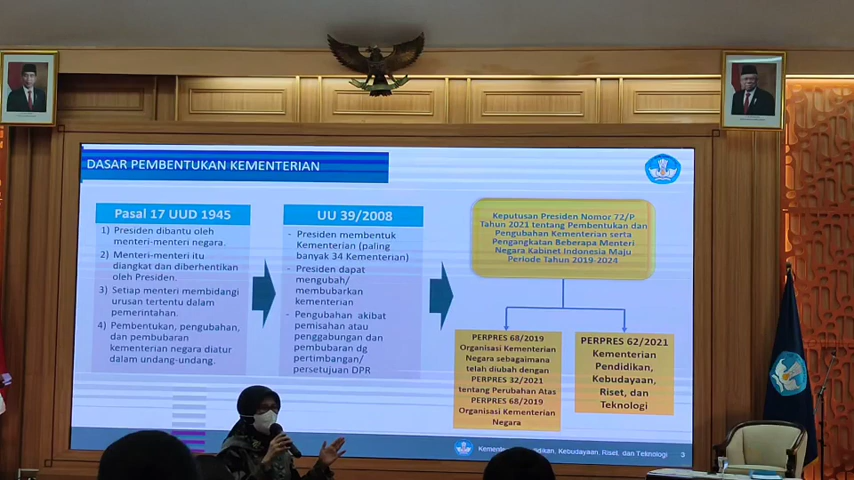 DASAR PEMBENTUKAN KEMENTERIAN
Pasal 17 UUD 1945
1) Presiden dibantu oleh
menteri-menteri negara.
2) Menteri-menteri itu
diangkat dan diberhentikan
oleh Presiden.
3) Setiap menteri membidangi
urusan tertentu dalam
pemerintahan.
4) Pembentukan, pengubahan,
dan pembubaran
kementerian negara diatur
dalam undang-undang.
UU 39/2008
- Presiden membentuk
Kementerian (paling
banyak 34 Kementerian)
- Presiden dapat
mengubah/
membubarkan
kementerian
- Pengubahan akibat
pemisahan atau
penggabungan dan
pembubaran dg
pertimbangan/
persetujuan DPR
Keputusan Presiden Nomor 72/P
Tahun 2021 tentang Pembentukan dan
Pengubahan Kementerian serta
Pengangkatan Beberapa Menteri
Negara Kabinet Indonesia Maju
Periode Tahun 2019-2024
PERPRES 68/2019
Organisasi Kementerian
Negara sebagaimana
telah diubah dengan
PERPRES 32/2021
tentang Perubahan Atas
PERPRES 68/2019
Organisasi Kementerian
Negara
PERPRES 62/2021
Kementerian
Pendidikan,
Kebudayaan,
Riset, dan
Teknologi
Kebudayaan, Riset, dan Teknologi
3